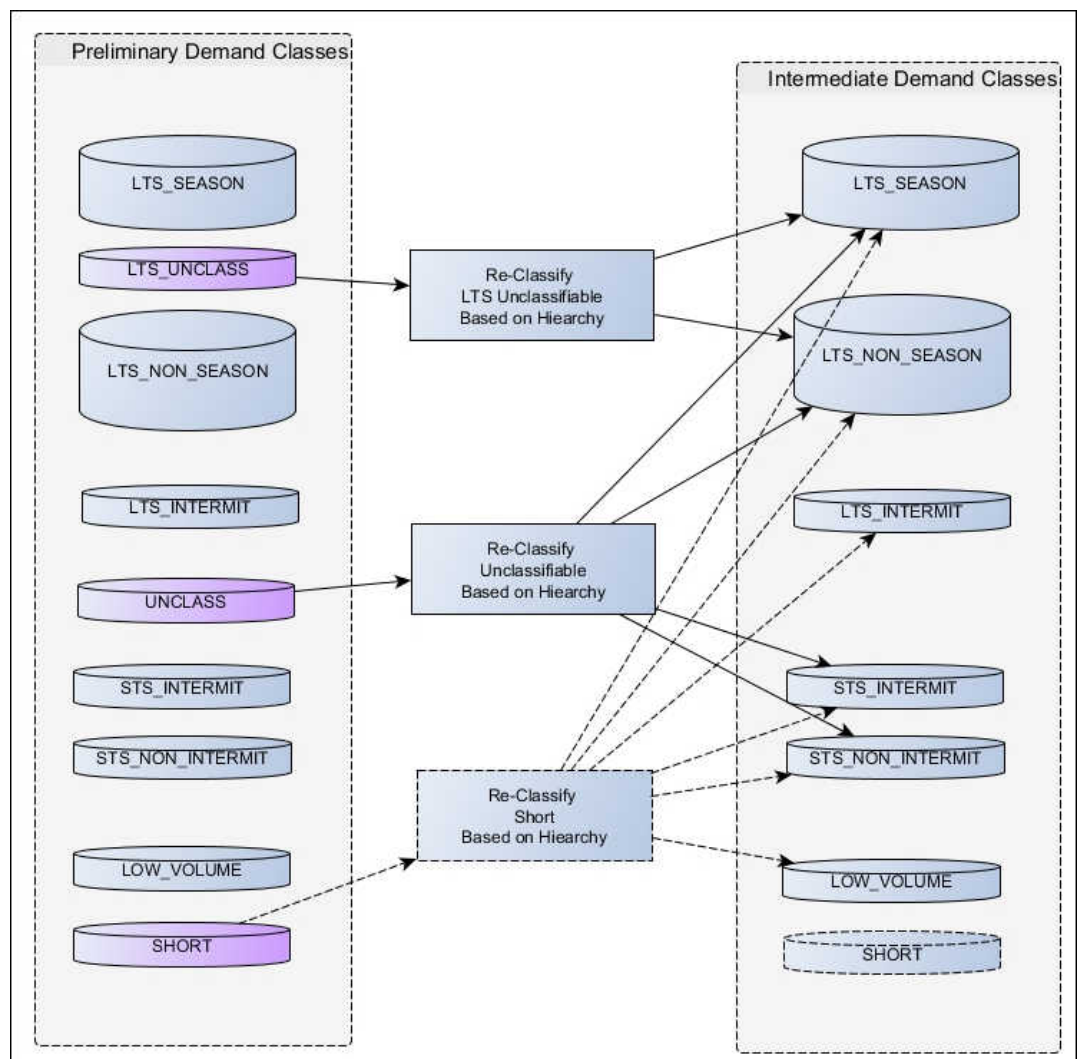 Preliminary Demand Classes
LTS_SEASON
LTS_UNCLASS
LTS_NON_SEASON
LTS_INTERMIT
UNCLASS
STS_INTERMIT
STS_NON_INTERMIT
LOW_VOLUME
SHORT
Re-Classify
LTS Unclassifiable
Based on Hiearchy
Re-Classify
Unclassifiable
Based on Hiearchy
Re-Classify
Short
Based on Hiearchy
Intermediate Demand Classes
LTS_SEASON
LTS_NON_SEASON
LTS_INTERMIT
STS_INTERMIT
STS_NON_INTERMIT
LOW_VOLUME
SHORT